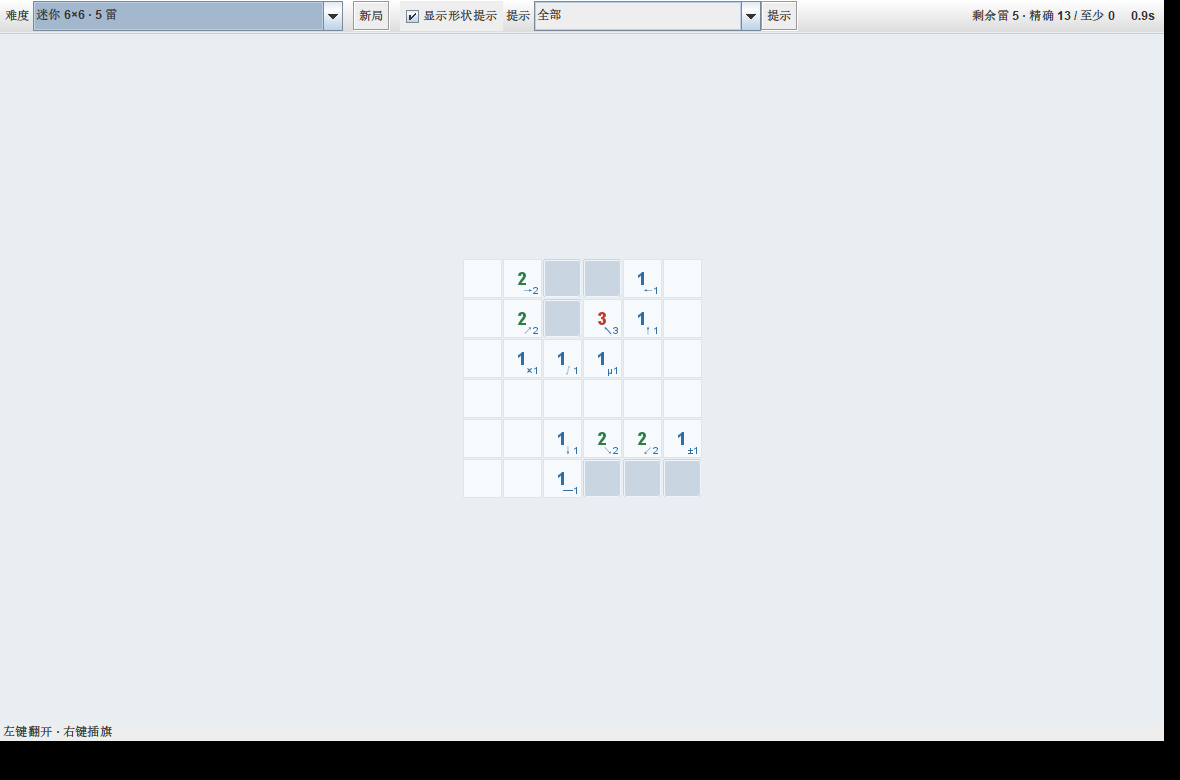 难度 迷你 6×6 · 5 雷 新局 显示形状提示 提示 全部 提示 剩余雷 5 · 精确 13 / 至少 0 0.9s
2 →2 1 ←1
2 ↗2 3 ↖3 1 ↑1
1 ×1 1 /1 1 µ1
1 ↓1 2 ↘2 2 ↙2 1 ±1
1 —1
左键翻开 · 右键插旗